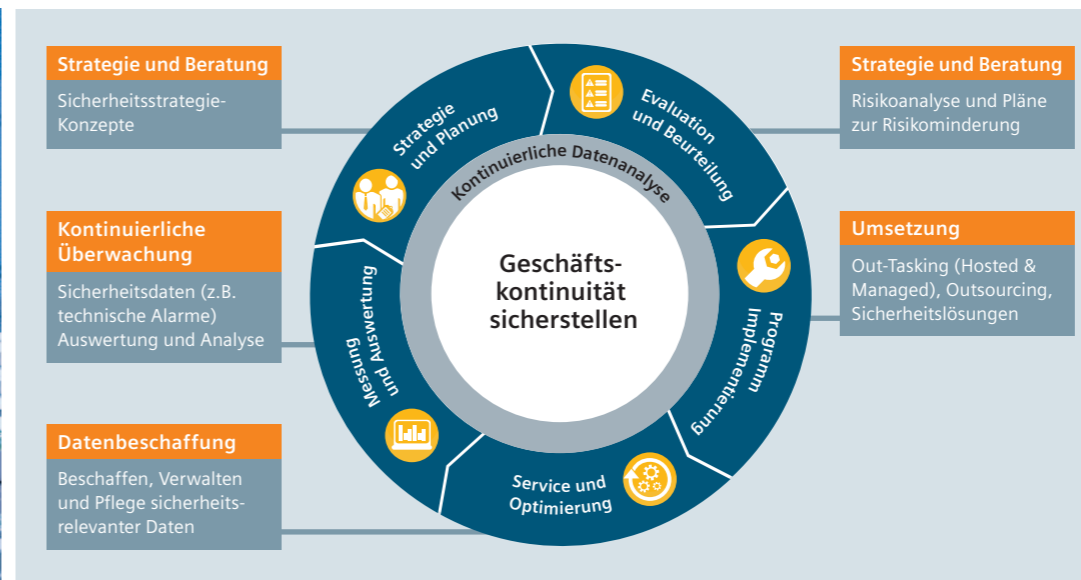 Strategie und Beratung
Sicherheitsstrategie-
Konzepte
Kontinuierliche
Überwachung
Sicherheitsdaten (z.B.
technische Alarme)
Auswertung und Analyse
Datenbeschaffung
Beschaffen, Verwalten
und Pflege sicherheits-
relevanter Daten
Strategie
und Planung
Evaluation
und Beurteilung
Programm
Implementierung
Service und
Optimierung
Messung
und Auswertung
Kontinuierliche Datenanalyse
Geschäfts-
kontinuität
sicherstellen
Strategie und Beratung
Risikoanalyse und Pläne
zur Risikominderung
Umsetzung
Out-Tasking (Hosted &
Managed), Outsourcing,
Sicherheitslösungen